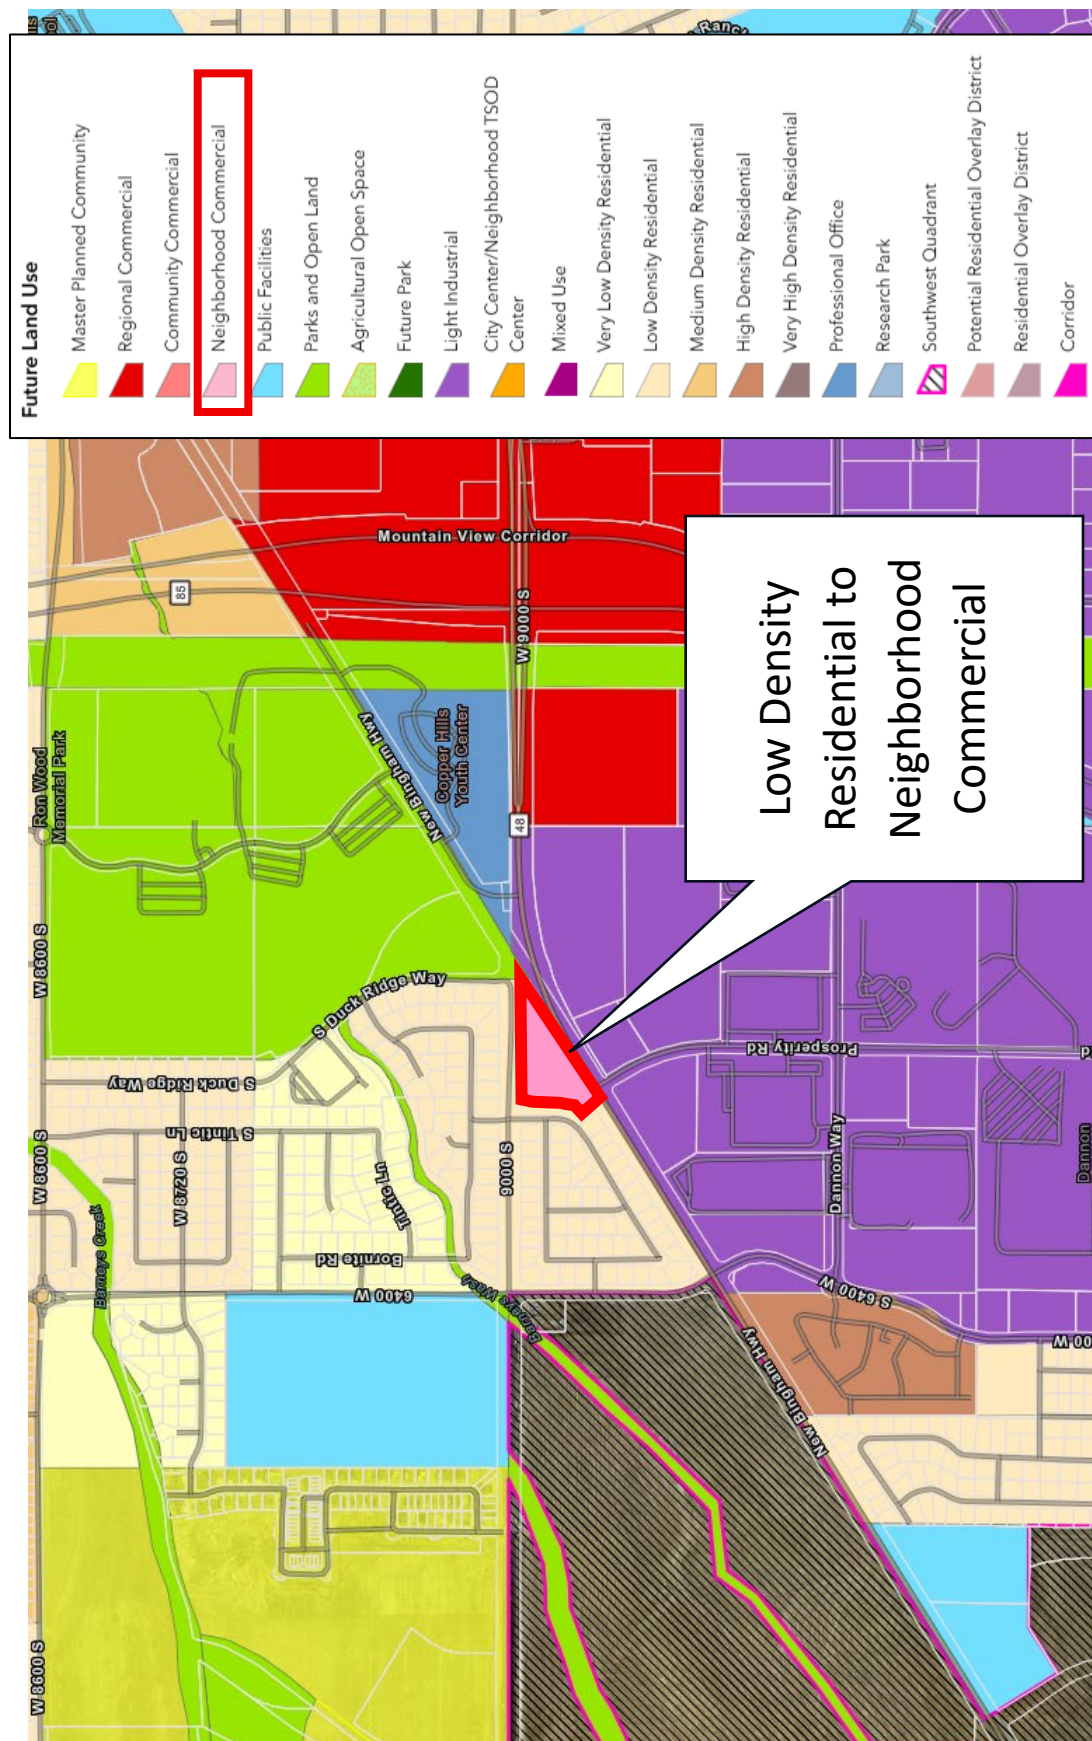 Future Land Use
Master Planned Community
Regional Commercial
Community Commercial
Neighborhood Commercial
Public Facilities
Parks and Open Land
Agricultural Open Space
Future Park
Light Industrial
City Center/Neighborhood TSOD
Center
Mixed Use
Very Low Density Residential
Low Density Residential
Medium Density Residential
High Density Residential
Very High Density Residential
Professional Office
Research Park
Southwest Quadrant
Potential Residential Overlay District
Residential Overlay District
Corridor
Low Density
Residential to
Neighborhood
Commercial
W 8600 S
W 8600 S
W 8600 S
Ron Wood
Memorial Park
85
Mountain View Corridor
W 9000 S
48
New Bingham Hwy
Copper Hills
Youth Center
S Duck Ridge Way
S Duck Ridge Way
S Tintic Ln
W 8720 S
Tintic Ln
Bornite Rd
6400 W
Barneys Creek
Barneys Wash
9000 S
Prosperity Rd
Dannon Way
Dannon
S 6400 W
New Bingham Hwy
00 W